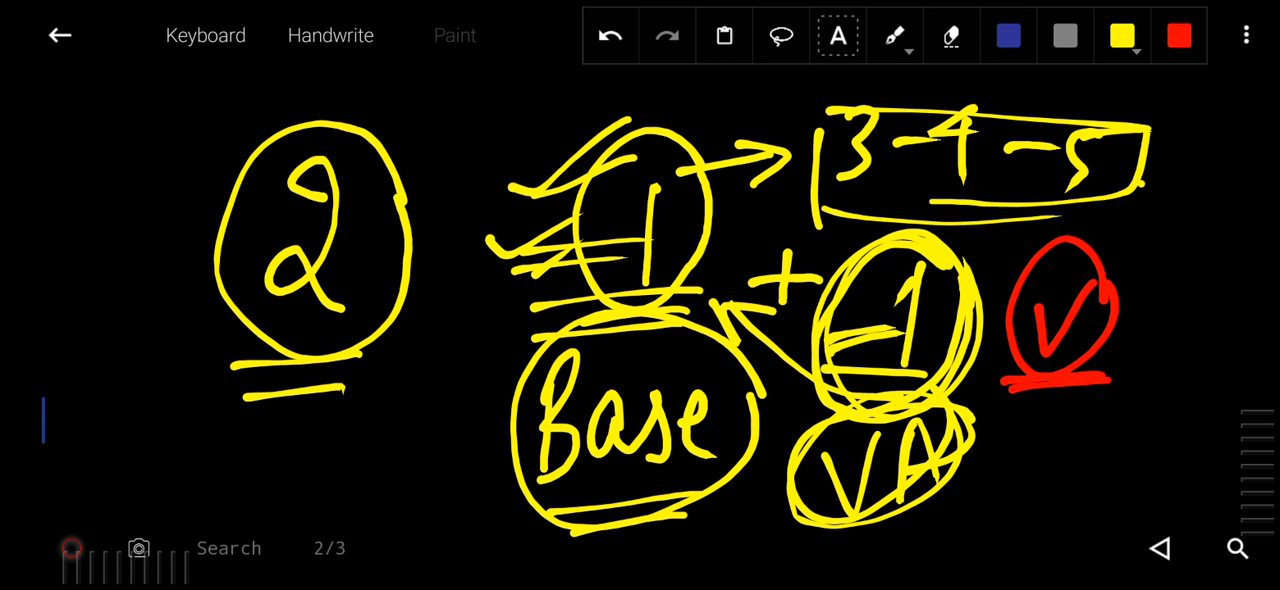 Keyboard Handwrite Paint A
2 1 → 3-4-5
+ -1 V
Base VA
Search 2/3